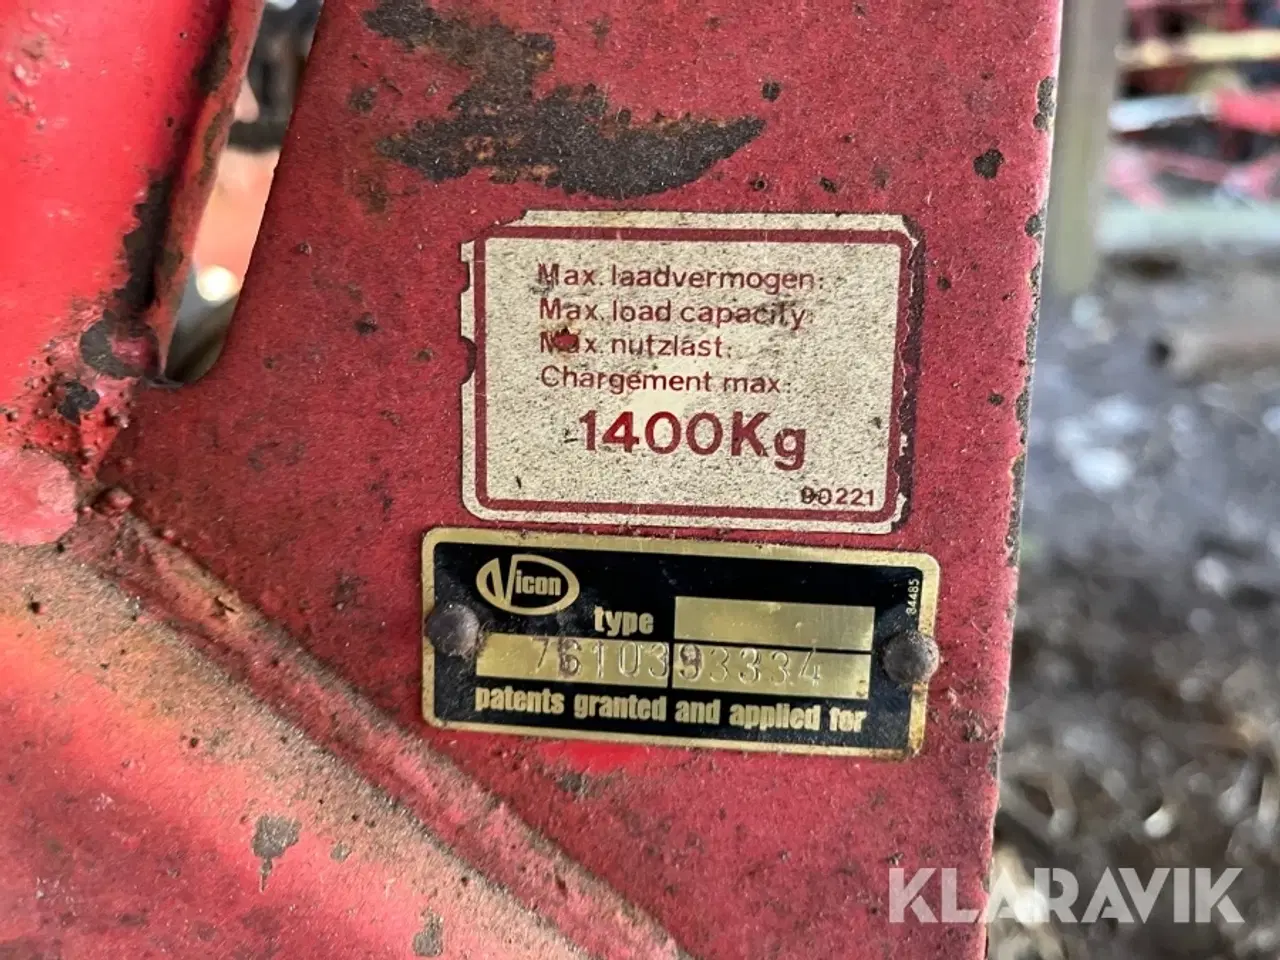 Max. laadvermogen:
Max. load capacity:
Max. nutzlast:
Chargement max:
1400Kg
90221
Vicon
84485
type
7610393334
patents granted and applied for
KLARAVIK